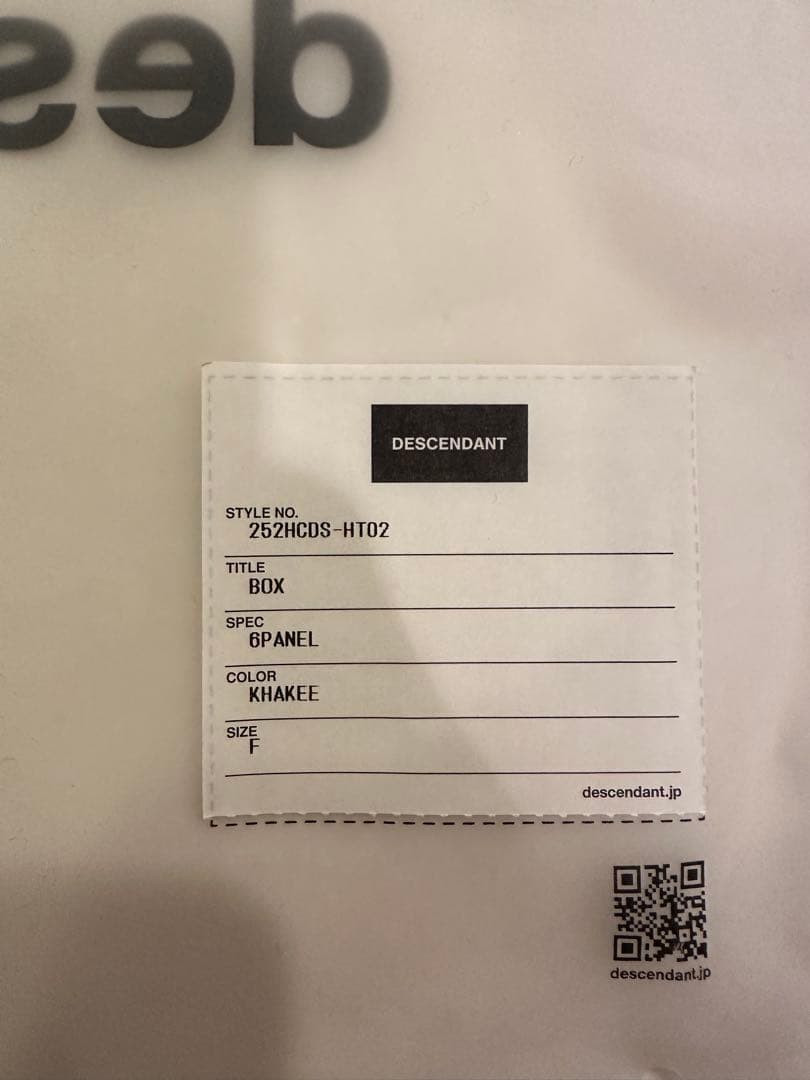 des
DESCENDANT
STYLE NO.
252HCDS-HT02
TITLE
BOX
SPEC
6PANEL
COLOR
KHAKEE
SIZE
F
descendant.jp
descendant.jp